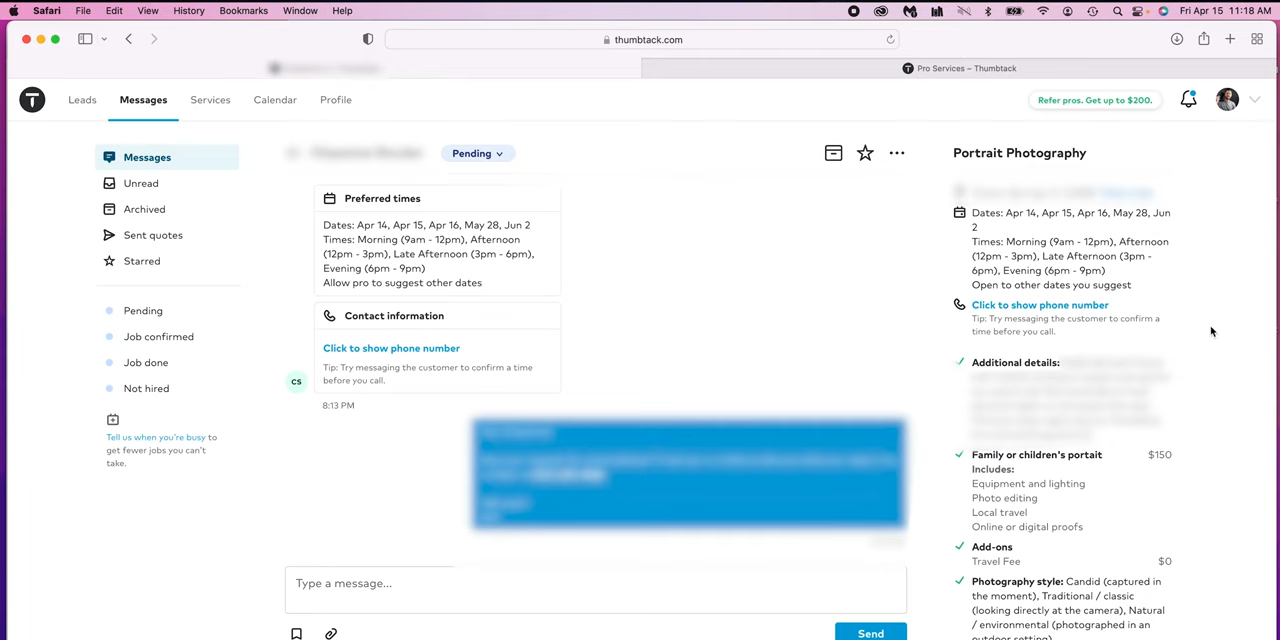 Safari File Edit View History Bookmarks Window Help Fri Apr 15 11:18 AM
thumbtack.com
Pro Services – Thumbtack
Leads Messages Services Calendar Profile Refer pros. Get up to $200.
Messages
Unread
Archived
Sent quotes
Starred
Pending
Job confirmed
Job done
Not hired
Tell us when you're busy to
get fewer jobs you can't
take.
Pending
Preferred times
Dates: Apr 14, Apr 15, Apr 16, May 28, Jun 2
Times: Morning (9am - 12pm), Afternoon
(12pm - 3pm), Late Afternoon (3pm - 6pm),
Evening (6pm - 9pm)
Allow pro to suggest other dates
Contact information
Click to show phone number
Tip: Try messaging the customer to confirm a time
before you call.
CS
8:13 PM
Type a message...
Send
Portrait Photography
Dates: Apr 14, Apr 15, Apr 16, May 28, Jun
2
Times: Morning (9am - 12pm), Afternoon
(12pm - 3pm), Late Afternoon (3pm -
6pm), Evening (6pm - 9pm)
Open to other dates you suggest
Click to show phone number
Tip: Try messaging the customer to confirm a
time before you call.
Additional details:
Family or children's portait $150
Includes:
Equipment and lighting
Photo editing
Local travel
Online or digital proofs
Add-ons
Travel Fee $0
Photography style: Candid (captured in
the moment), Traditional / classic
(looking directly at the camera), Natural
/ environmental (photographed in an
outdoor setting)